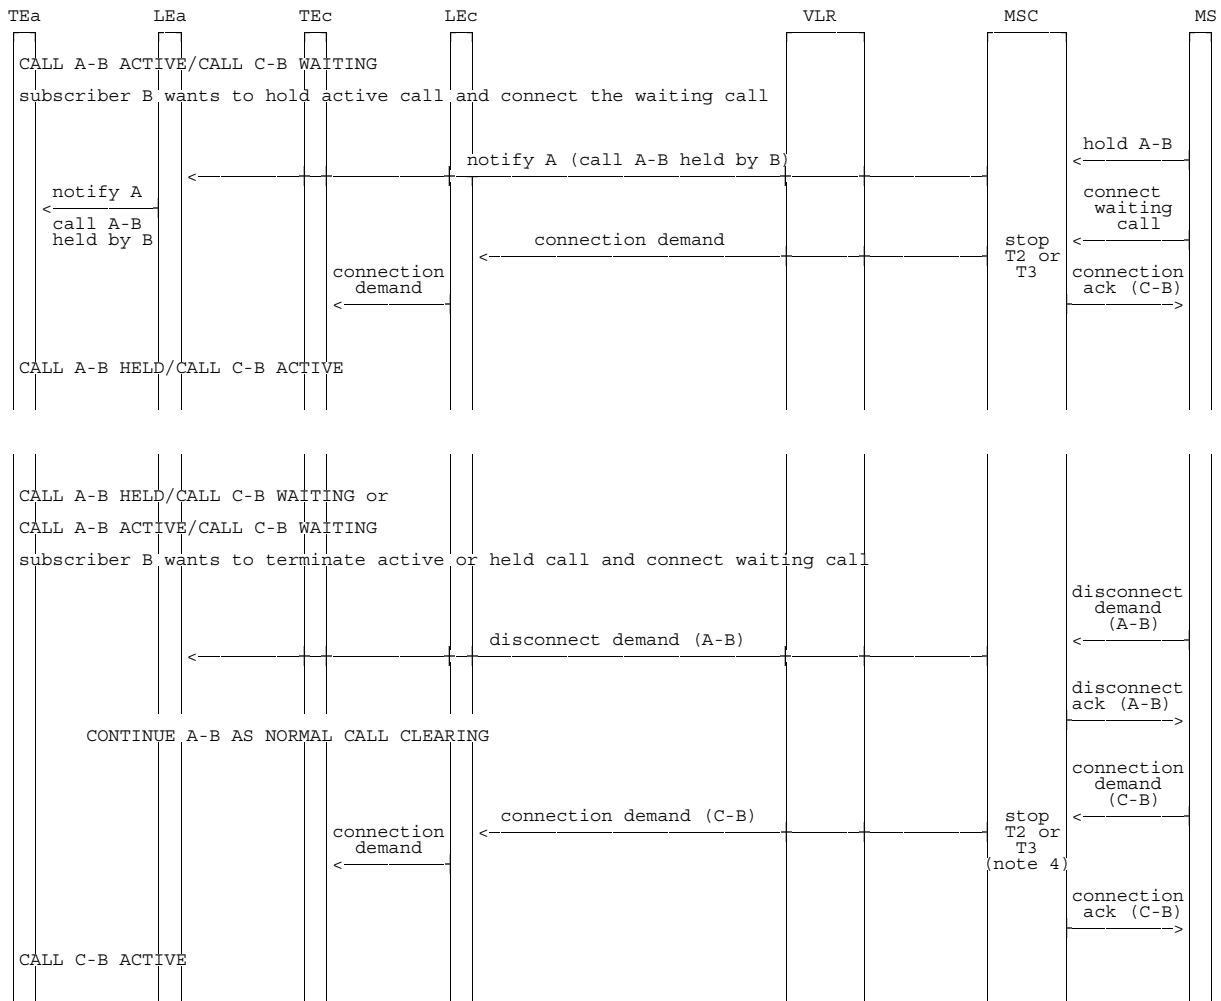 TEa LEa TEc LEc VLR MSC MS
CALL A-B ACTIVE/CALL C-B WAITING
subscriber B wants to hold active call and connect the waiting call
hold A-B
notify A (call A-B held by B)
notify A
call A-B
held by B
connect
waiting
call
connection demand
stop
T2 or
T3
connection
demand
connection
ack (C-B)
CALL A-B HELD/CALL C-B ACTIVE
CALL A-B HELD/CALL C-B WAITING or
CALL A-B ACTIVE/CALL C-B WAITING
subscriber B wants to terminate active or held call and connect waiting call
disconnect
demand
(A-B)
disconnect demand (A-B)
disconnect
ack (A-B)
CONTINUE A-B AS NORMAL CALL CLEARING
connection
demand
(C-B)
connection demand (C-B)
stop
T2 or
T3
(note 4)
connection
demand
connection
ack (C-B)
CALL C-B ACTIVE